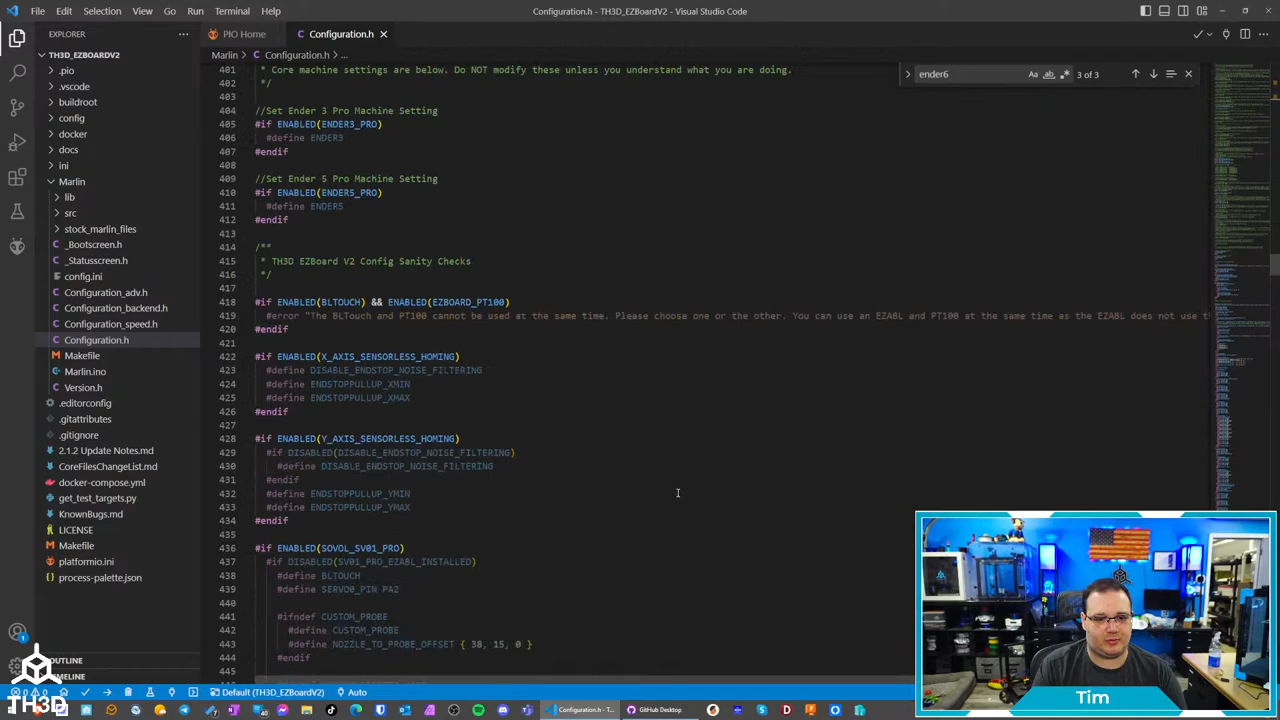 File Edit Selection View Go Run Terminal Help
Configuration.h - TH3D_EZBoardV2 - Visual Studio Code
EXPLORER
PIO Home
Configuration.h
TH3D_EZBOARDV2
Marlin > Configuration.h > ...
ender6
Aa
3 of 3
.pio
.vscode
buildroot
config
docker
docs
ini
Marlin
lib
src
stock_marlin_files
_Bootscreen.h
_Statusscreen.h
config.ini
Configuration_adv.h
Configuration_backend.h
Configuration_speed.h
Configuration.h
Makefile
Marlin.ino
Version.h
.editorconfig
.gitattributes
.gitignore
2.1.2 Update Notes.md
CoreFilesChangeList.md
docker-compose.yml
get_test_targets.py
KnownBugs.md
LICENSE
Makefile
platformio.ini
process-palette.json
OUTLINE
TIMELINE
401 * Core machine settings are below. Do NOT modify these unless you understand what you are doing.
402 */
403
404 //Set Ender 3 Pro Machine Setting
405 #if ENABLED(ENDER3_PRO)
406 #define ENDER3
407 #endif
408
409 //Set Ender 5 Pro Machine Setting
410 #if ENABLED(ENDER5_PRO)
411 #define ENDER5
412 #endif
413
414 /**
415 * TH3D EZBoard V2 Config Sanity Checks
416 */
417
418 #if ENABLED(BLTOUCH) && ENABLED(EZBOARD_PT100)
419 #error "The BLTouch and PT100 cannot be used at the same time. Please choose one or the other. You can use an EZABL and PT100 at the same time as the EZABL does not use t
420 #endif
421
422 #if ENABLED(X_AXIS_SENSORLESS_HOMING)
423 #define DISABLE_ENDSTOP_NOISE_FILTERING
424 #define ENDSTOPPULLUP_XMIN
425 #define ENDSTOPPULLUP_XMAX
426 #endif
427
428 #if ENABLED(Y_AXIS_SENSORLESS_HOMING)
429 #if DISABLED(DISABLE_ENDSTOP_NOISE_FILTERING)
430 #define DISABLE_ENDSTOP_NOISE_FILTERING
431 #endif
432 #define ENDSTOPPULLUP_YMIN
433 #define ENDSTOPPULLUP_YMAX
434 #endif
435
436 #if ENABLED(SOVOL_SV01_PRO)
437 #if DISABLED(SV01_PRO_EZABL_INSTALLED)
438 #define BLTOUCH
439 #define SERVO0_PIN PA2
440
441 #ifndef CUSTOM_PROBE
442 #define CUSTOM_PROBE
443 #define NOZZLE_TO_PROBE_OFFSET { 38, 15, 0 }
444 #endif
445
0 0
Default (TH3D_EZBoardV2)
Auto
TH3D
Configuration.h - T...
GitHub Desktop
Tim